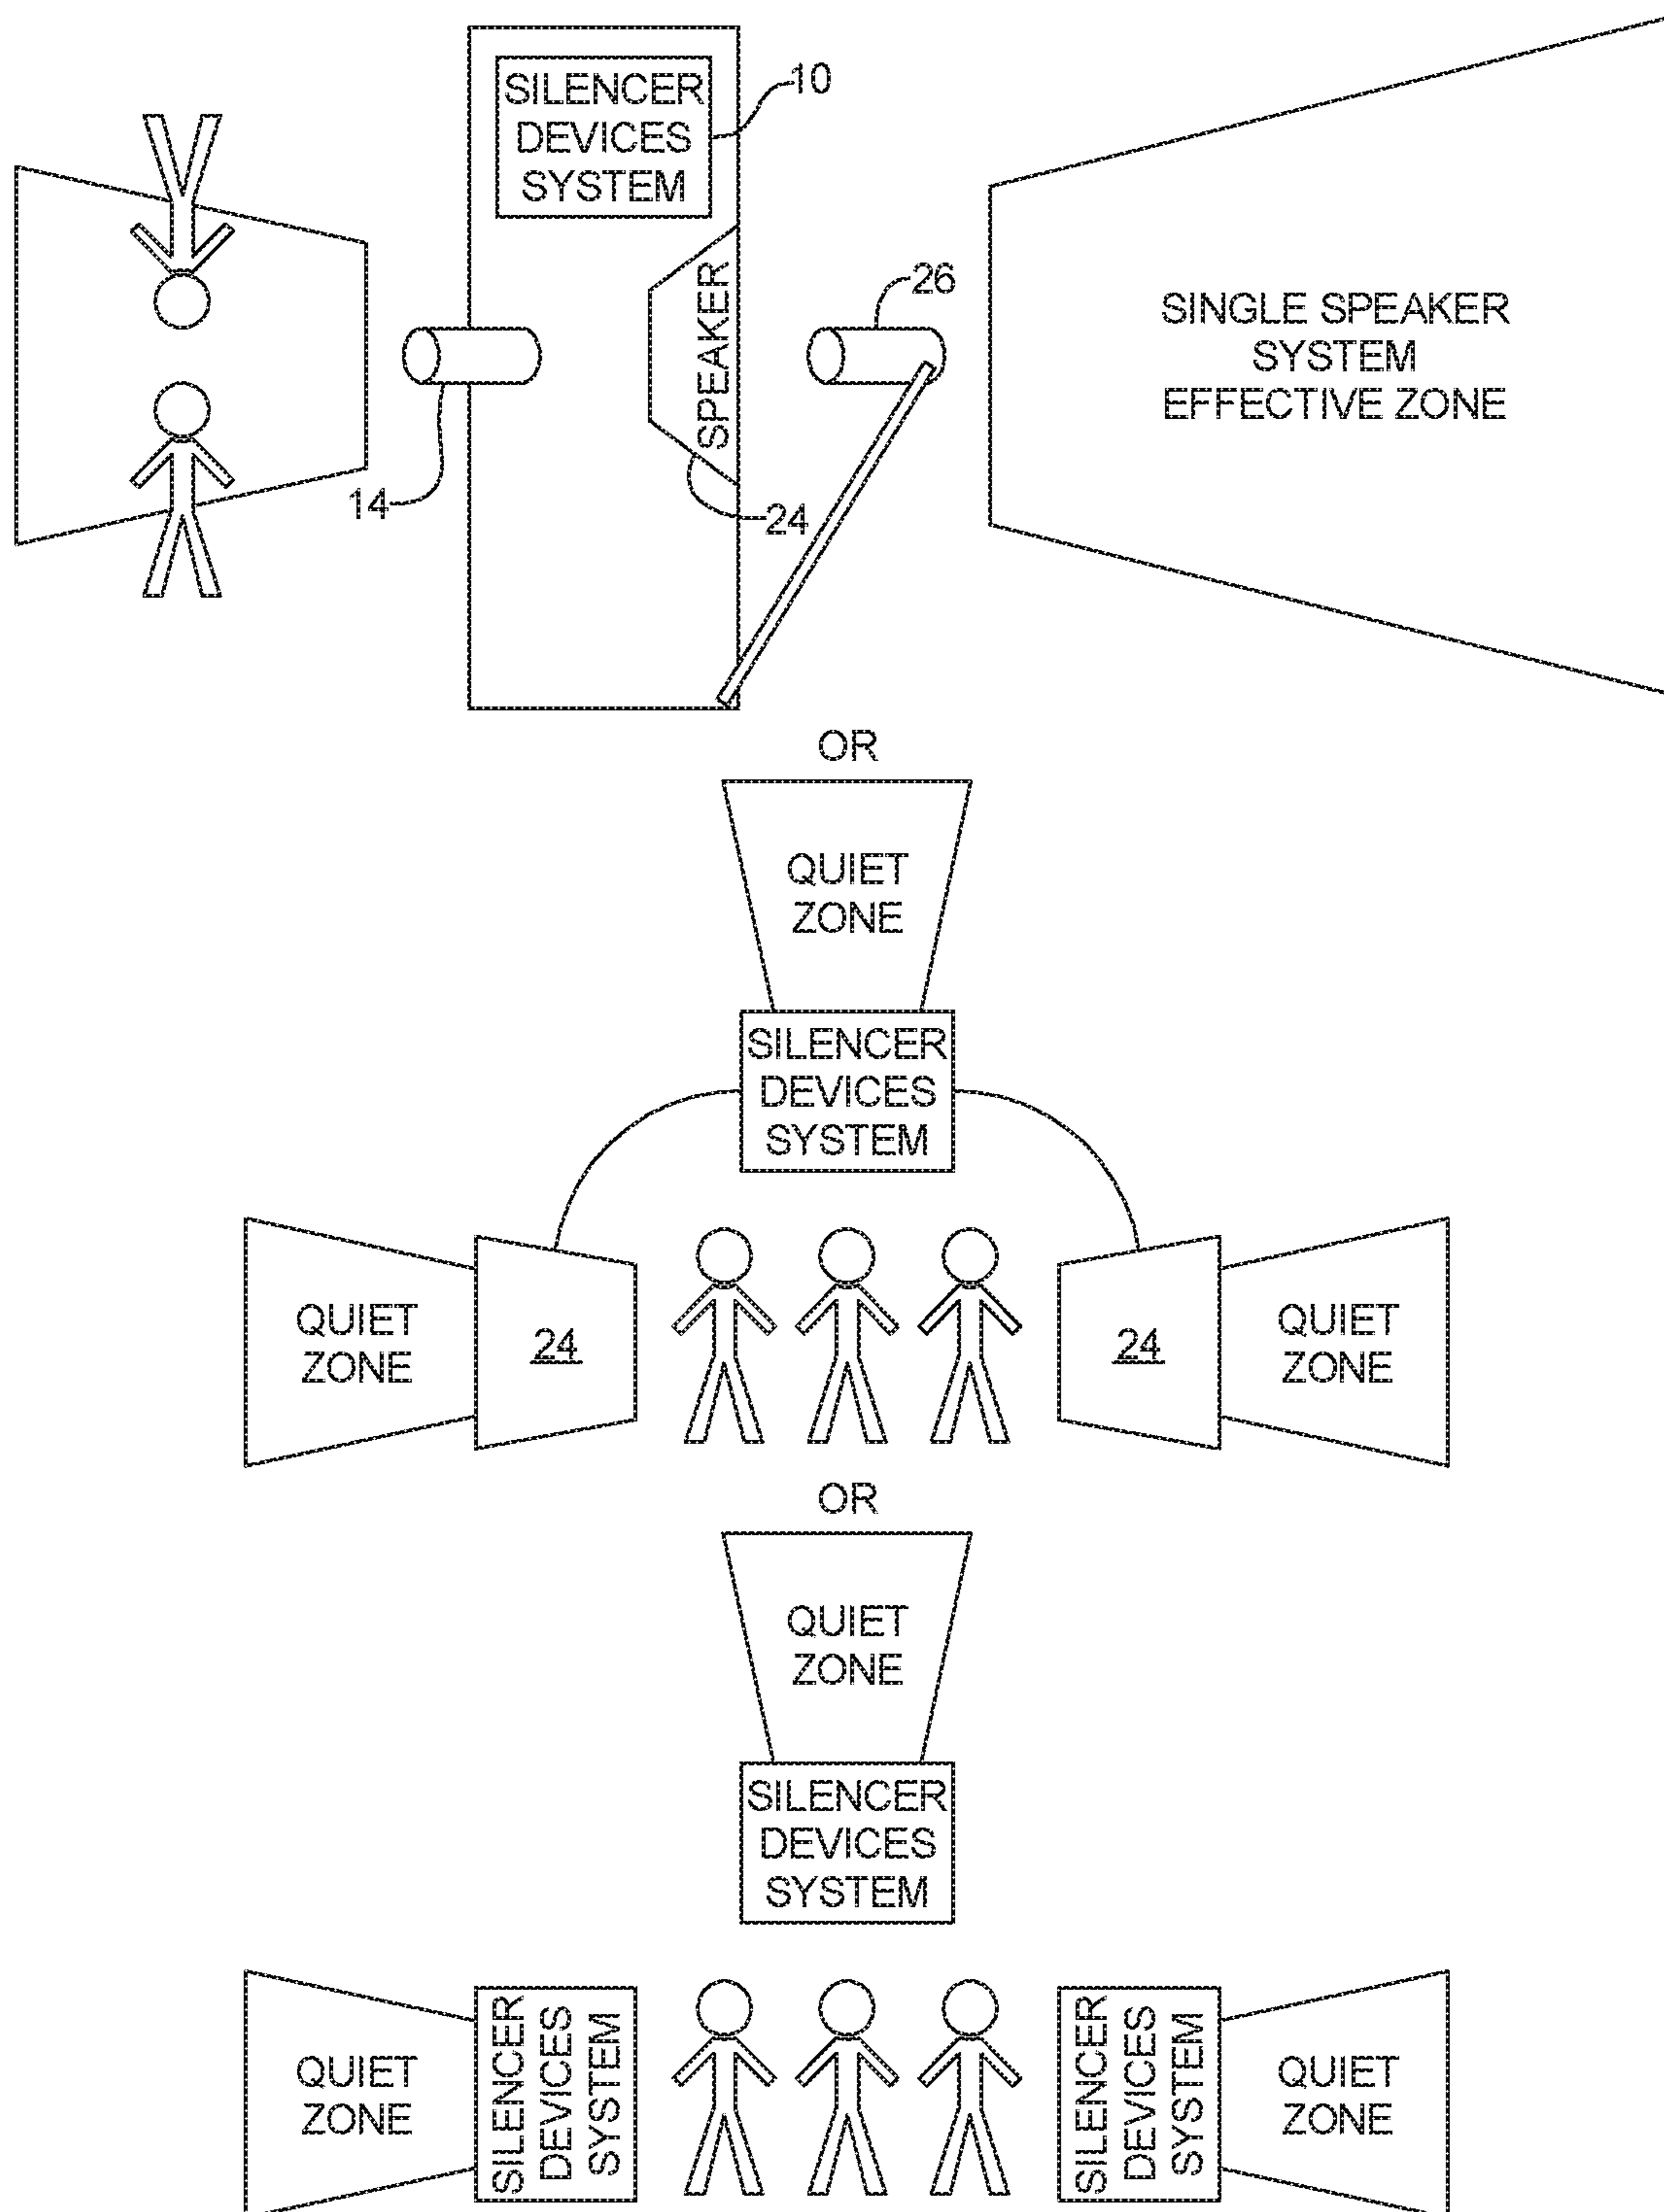 SILENCER
DEVICES
SYSTEM
10
SPEAKER
26
SINGLE SPEAKER
SYSTEM
EFFECTIVE ZONE
14
24
OR
QUIET
ZONE
SILENCER
DEVICES
SYSTEM
QUIET
ZONE
24
24
QUIET
ZONE
OR
QUIET
ZONE
SILENCER
DEVICES
SYSTEM
QUIET
ZONE
SILENCER
DEVICES
SYSTEM
SILENCER
DEVICES
SYSTEM
QUIET
ZONE